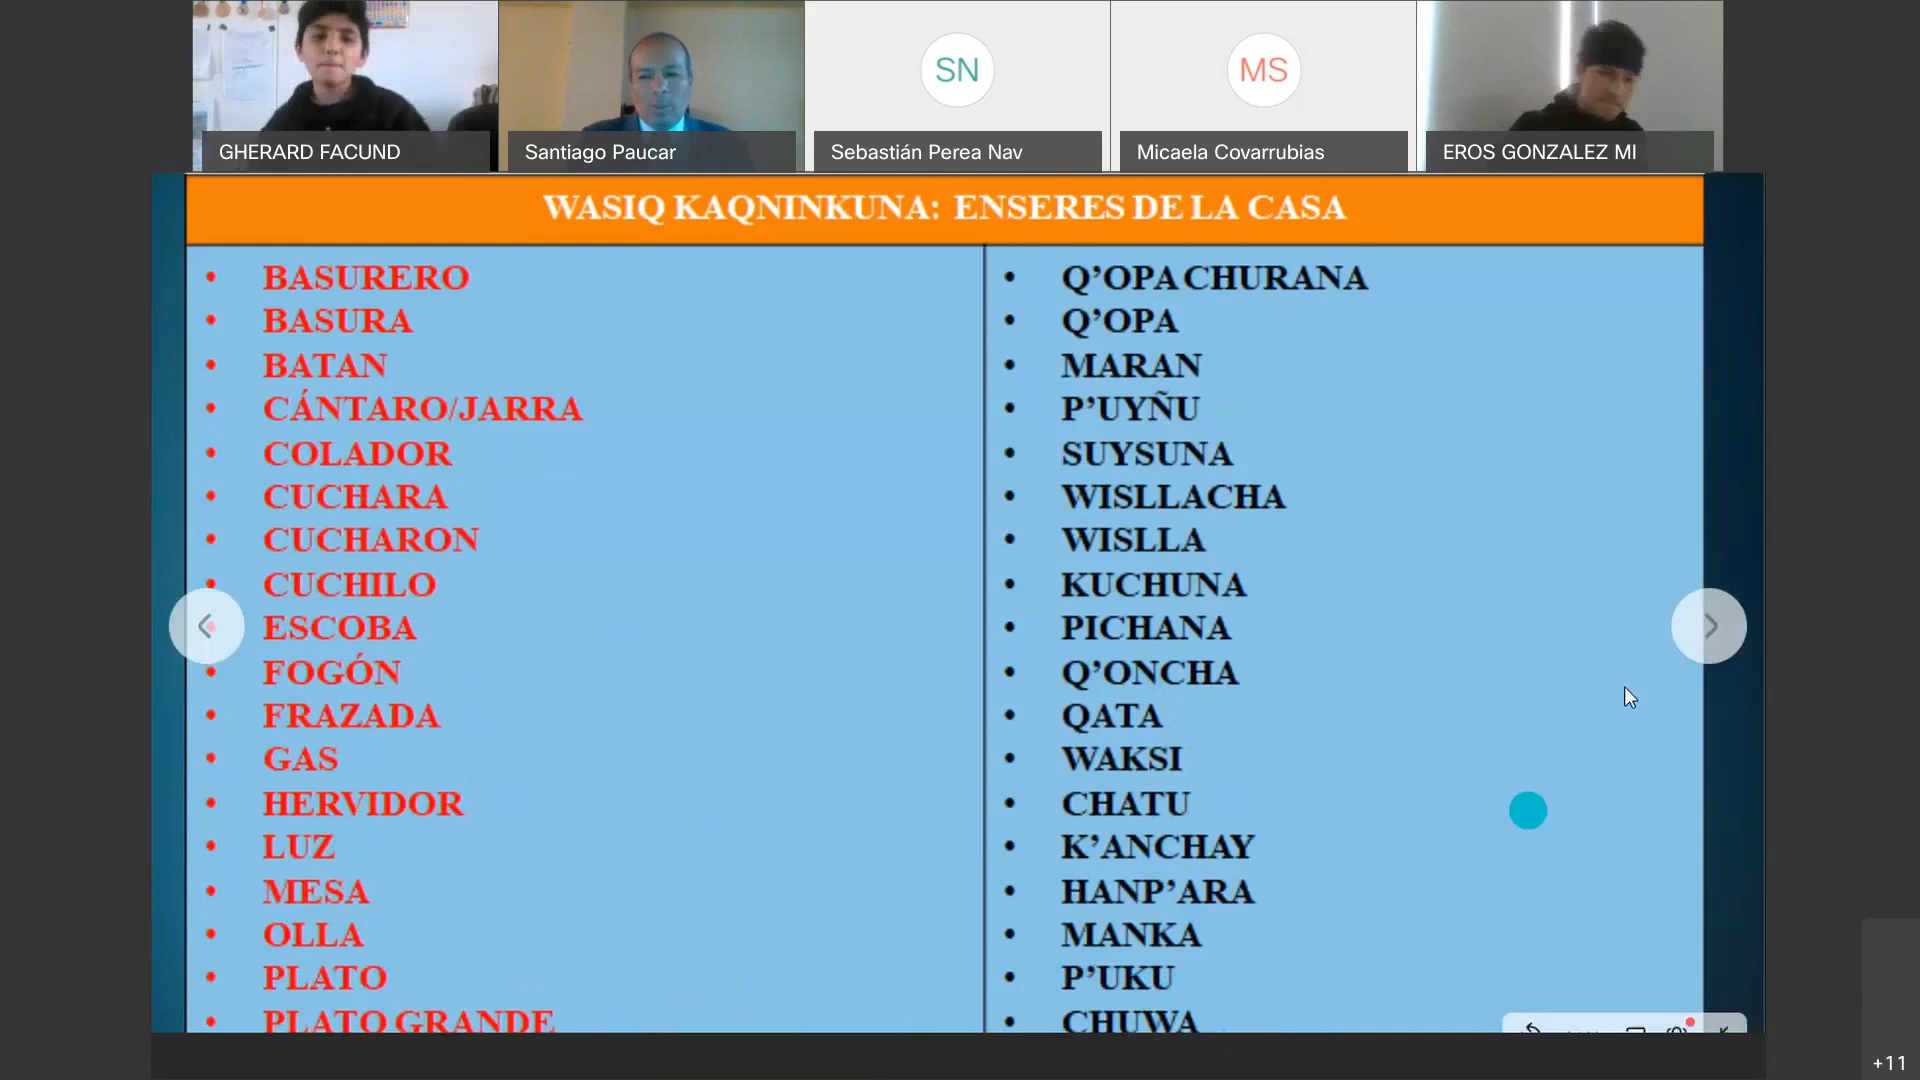 GHERARD FACUND
Santiago Paucar
SN
Sebastián Perea Nav
MS
Micaela Covarrubias
EROS GONZALEZ MI
WASIQ KAQNINKUNA: ENSERES DE LA CASA
• BASURERO
• BASURA
• BATAN
• CÁNTARO/JARRA
• COLADOR
• CUCHARA
• CUCHARON
• CUCHILO
• ESCOBA
• FOGÓN
• FRAZADA
• GAS
• HERVIDOR
• LUZ
• MESA
• OLLA
• PLATO
• PLATO GRANDE
• Q’OPA CHURANA
• Q’OPA
• MARAN
• P’UYÑU
• SUYSUNA
• WISLLACHA
• WISLLA
• KUCHUNA
• PICHANA
• Q’ONCHA
• QATA
• WAKSI
• CHATU
• K’ANCHAY
• HANP’ARA
• MANKA
• P’UKU
• CHUWA
+11